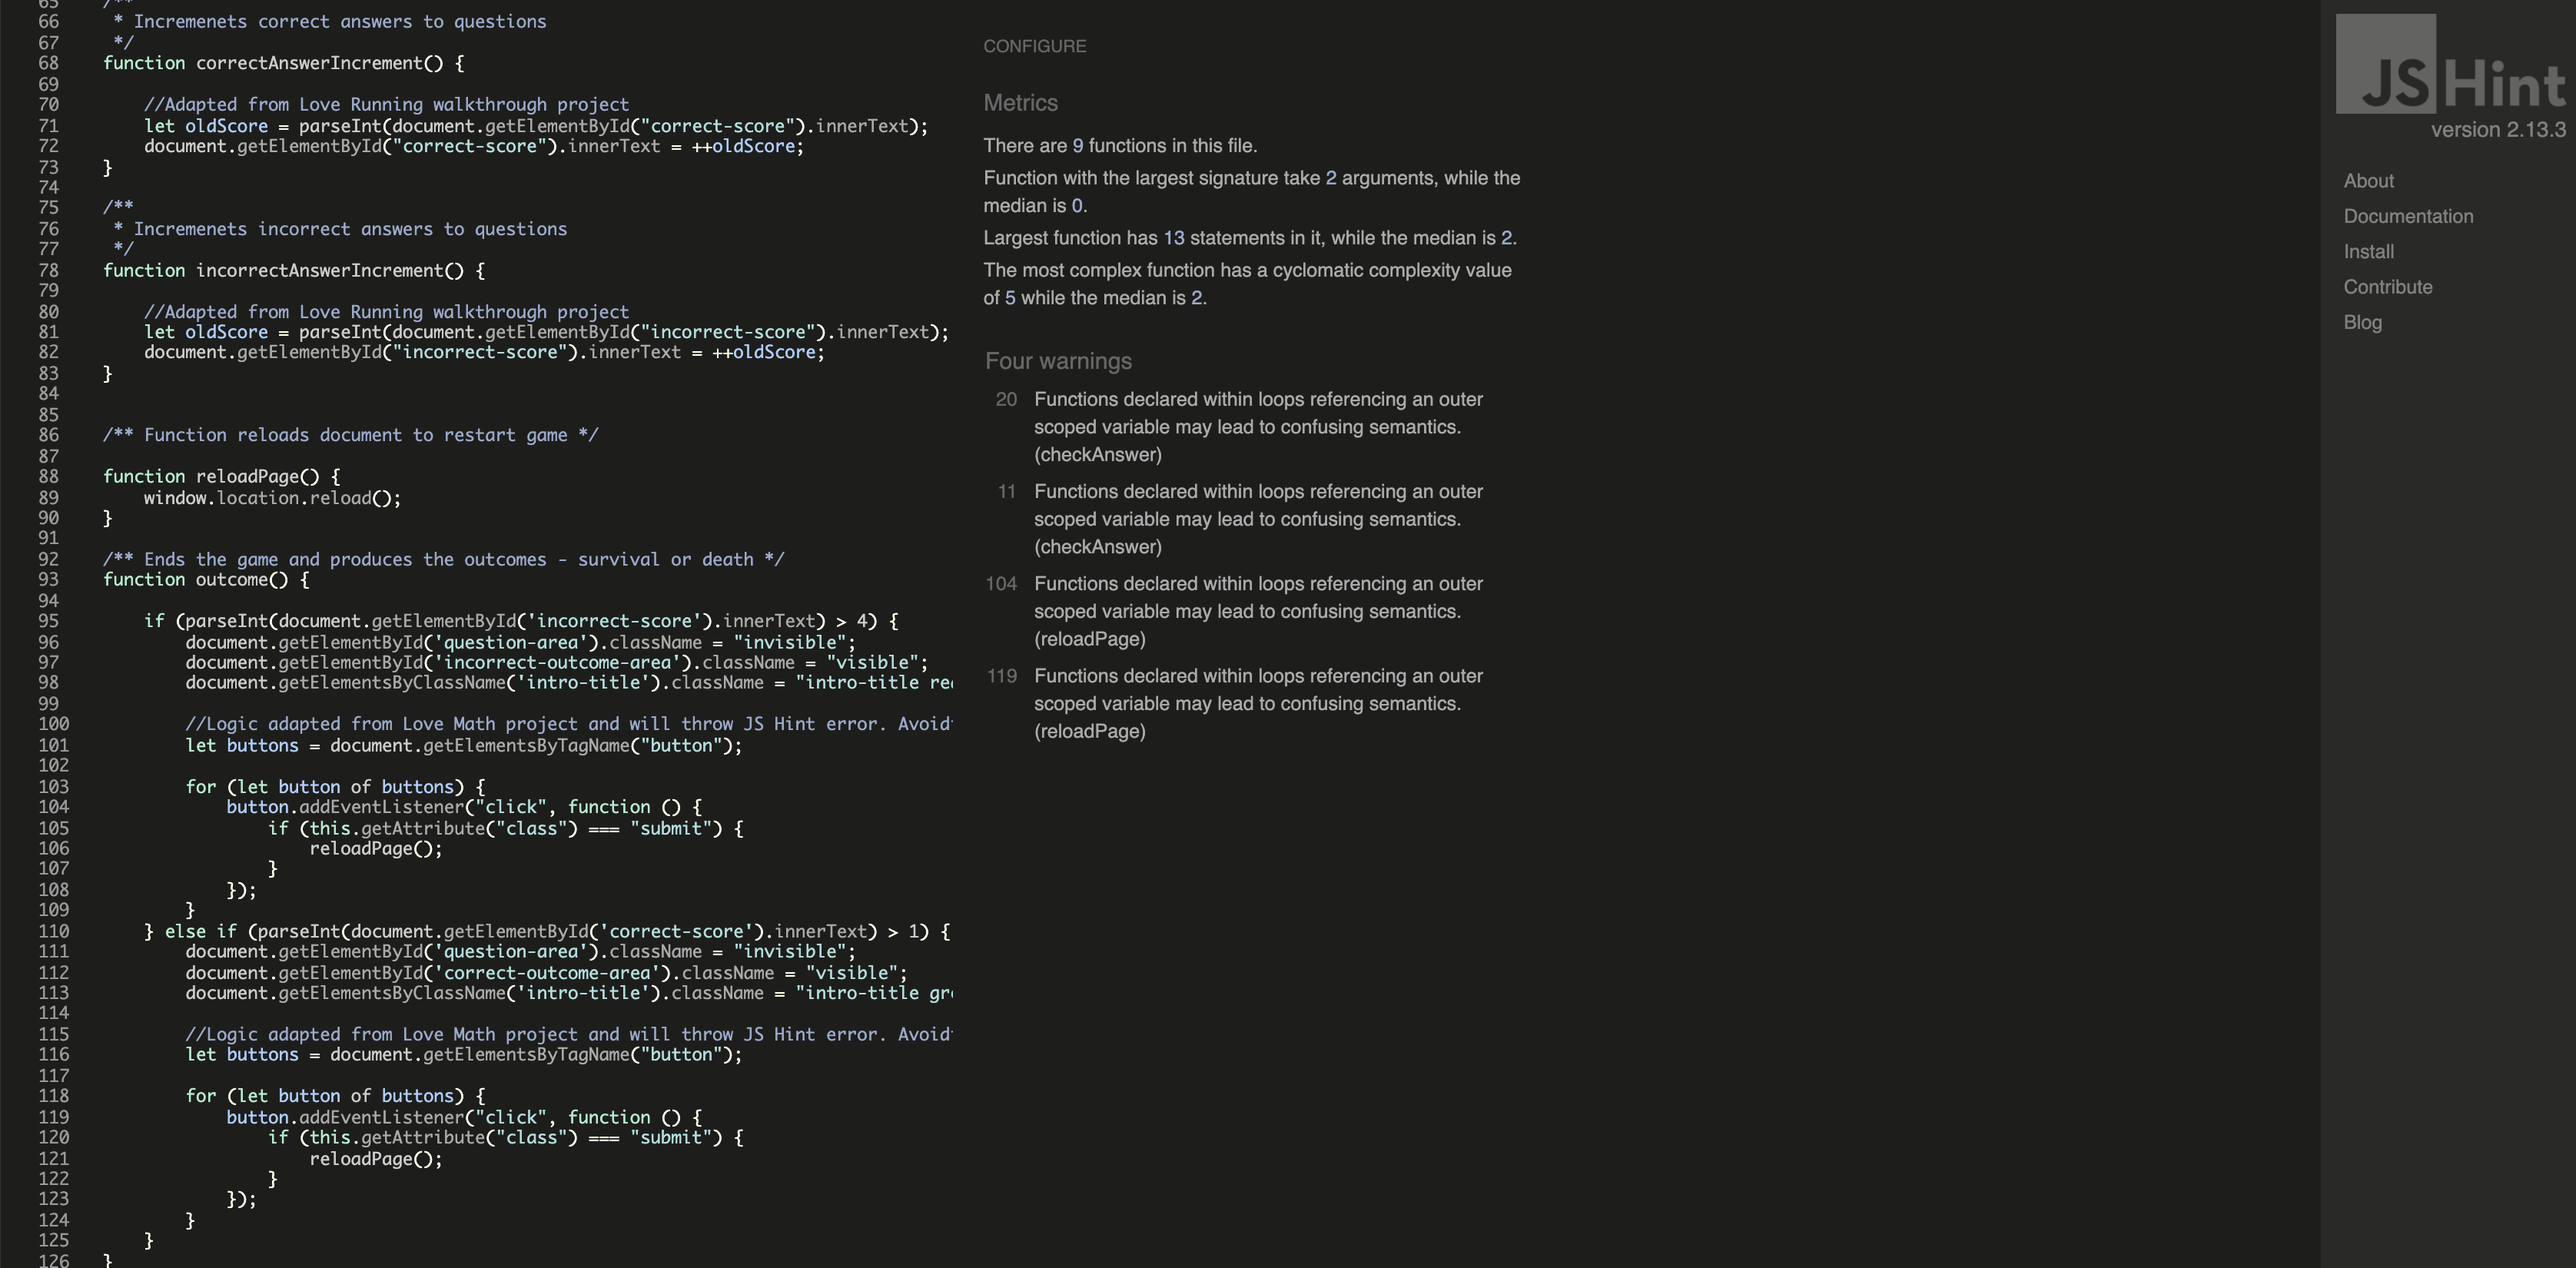 65 /**
66 * Incremenets correct answers to questions
67 */
68 function correctAnswerIncrement() {
69
70 //Adapted from Love Running walkthrough project
71 let oldScore = parseInt(document.getElementById("correct-score").innerText);
72 document.getElementById("correct-score").innerText = ++oldScore;
73 }
74
75 /**
76 * Incremenets incorrect answers to questions
77 */
78 function incorrectAnswerIncrement() {
79
80 //Adapted from Love Running walkthrough project
81 let oldScore = parseInt(document.getElementById("incorrect-score").innerText);
82 document.getElementById("incorrect-score").innerText = ++oldScore;
83 }
84
85
86 /** Function reloads document to restart game */
87
88 function reloadPage() {
89 window.location.reload();
90 }
91
92 /** Ends the game and produces the outcomes - survival or death */
93 function outcome() {
94
95 if (parseInt(document.getElementById('incorrect-score').innerText) > 4) {
96 document.getElementById('question-area').className = "invisible";
97 document.getElementById('incorrect-outcome-area').className = "visible";
98 document.getElementsByClassName('intro-title').className = "intro-title
99
100 //Logic adapted from Love Math project and will throw JS Hint error.
101 let buttons = document.getElementsByTagName("button");
102
103 for (let button of buttons) {
104 button.addEventListener("click", function () {
105 if (this.getAttribute("class") === "submit") {
106 reloadPage();
107 }
108 });
109 }
110 } else if (parseInt(document.getElementById('correct-score').innerText) > 1) {
111 document.getElementById('question-area').className = "invisible";
112 document.getElementById('correct-outcome-area').className = "visible";
113 document.getElementsByClassName('intro-title').className = "intro-title
114
115 //Logic adapted from Love Math project and will throw JS Hint error.
116 let buttons = document.getElementsByTagName("button");
117
118 for (let button of buttons) {
119 button.addEventListener("click", function () {
120 if (this.getAttribute("class") === "submit") {
121 reloadPage();
122 }
123 });
124 }
125 }
126 }
CONFIGURE
Metrics
There are 9 functions in this file.
Function with the largest signature take 2 arguments, while the
median is 0.
Largest function has 13 statements in it, while the median is 2.
The most complex function has a cyclomatic complexity value
of 5 while the median is 2.
Four warnings
20 Functions declared within loops referencing an outer
scoped variable may lead to confusing semantics.
(checkAnswer)
11 Functions declared within loops referencing an outer
scoped variable may lead to confusing semantics.
(checkAnswer)
104 Functions declared within loops referencing an outer
scoped variable may lead to confusing semantics.
(reloadPage)
119 Functions declared within loops referencing an outer
scoped variable may lead to confusing semantics.
(reloadPage)
JSHint
version 2.13.3
About
Documentation
Install
Contribute
Blog